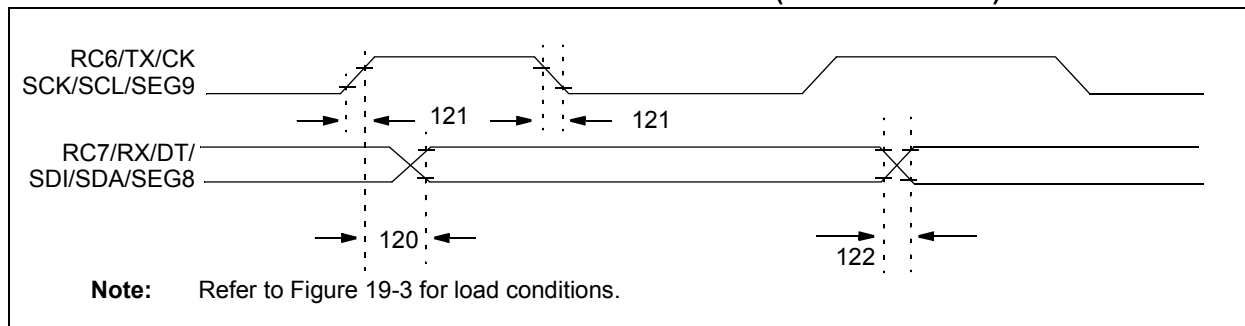 RC6/TX/CK
SCK/SCL/SEG9
121
121
RC7/RX/DT/
SDI/SDA/SEG8
120
122
Note: Refer to Figure 19-3 for load conditions.